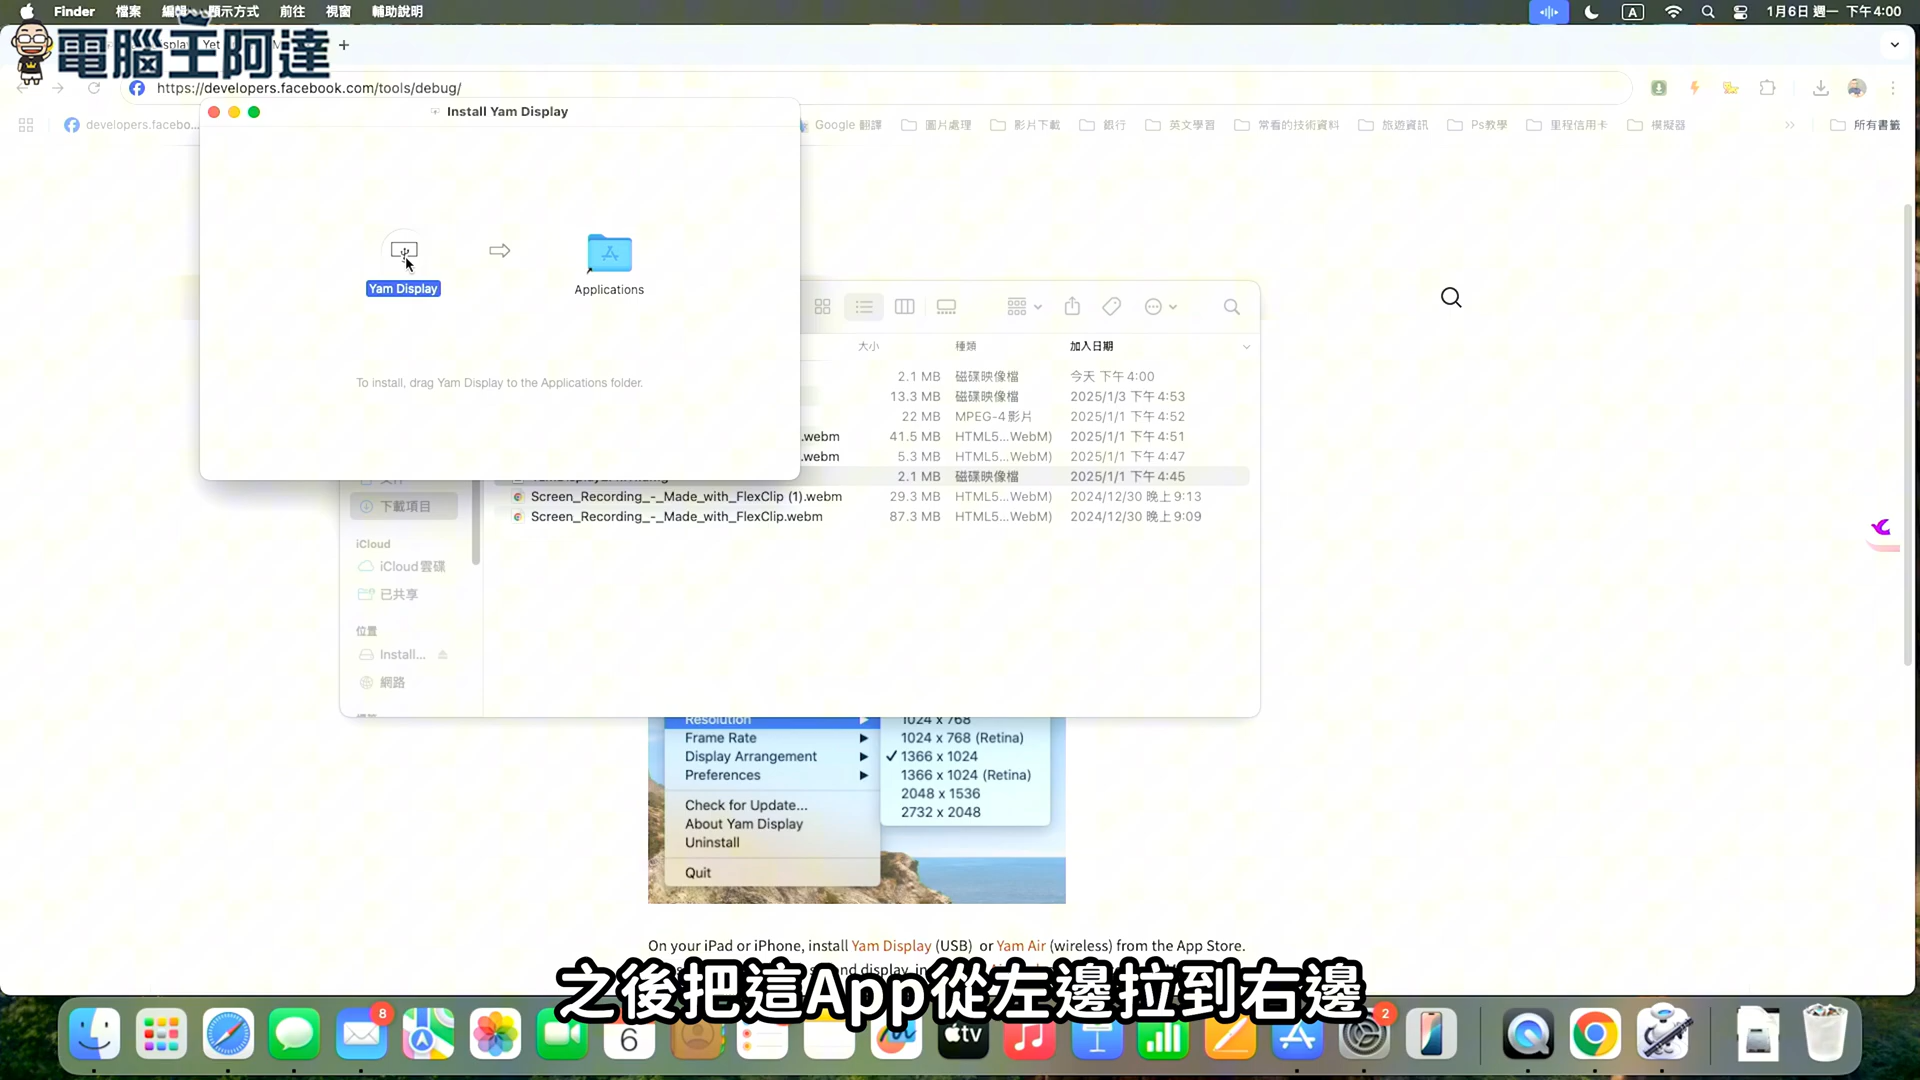 Finder 檔案 編輯 顯示方式 前往 視窗 輔助說明
A 1月6日 週一 下午4:00
電腦王阿達
https://developers.facebook.com/tools/debug/
developers.facebo... Google 翻譯 圖片處理 影片下載 銀行 英文學習 常看的技術資料 旅遊資訊 Ps教學 里程信用卡 模擬器 所有書籤
Install Yam Display
Yam Display
Applications
To install, drag Yam Display to the Applications folder.
大小 種類 加入日期
2.1 MB 磁碟映像檔 今天 下午4:00
13.3 MB 磁碟映像檔 2025/1/3 下午4:53
22 MB MPEG-4 影片 2025/1/1 下午4:52
.webm 41.5 MB HTML5...WebM) 2025/1/1 下午4:51
.webm 5.3 MB HTML5...WebM) 2025/1/1 下午4:47
2.1 MB 磁碟映像檔 2025/1/1 下午4:45
Screen_Recording_-_Made_with_FlexClip (1).webm 29.3 MB HTML5...WebM) 2024/12/30 晚上9:13
Screen_Recording_-_Made_with_FlexClip.webm 87.3 MB HTML5...WebM) 2024/12/30 晚上9:09
下載項目
iCloud
iCloud雲碟
已共享
位置
Install...
網路
Resolution
Frame Rate
Display Arrangement
Preferences
Check for Update...
About Yam Display
Uninstall
Quit
1024 x 768
1024 x 768 (Retina)
✓ 1366 x 1024
1366 x 1024 (Retina)
2048 x 1536
2732 x 2048
On your iPad or iPhone, install Yam Display (USB) or Yam Air (wireless) from the App Store.
之後把這App從左邊拉到右邊
8
6
tv
2